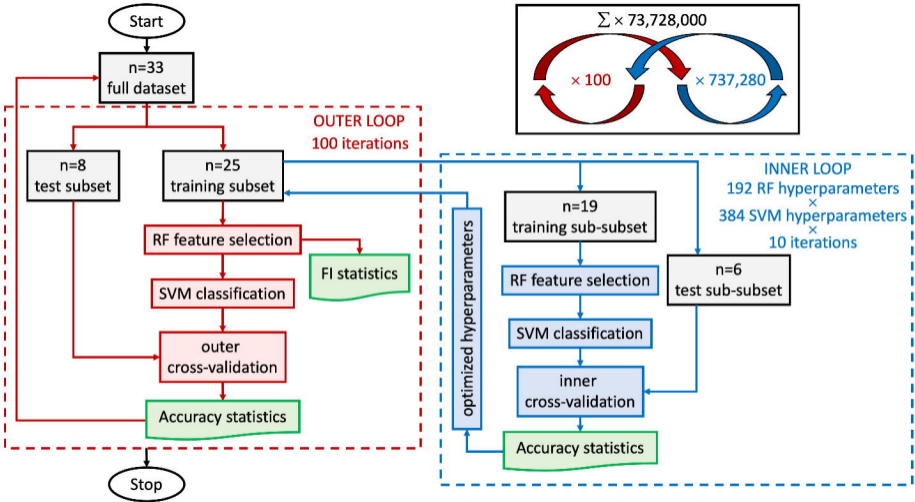 Start
n=33
full dataset
∑ × 73,728,000
× 100
× 737,280
OUTER LOOP
100 iterations
n=8
test subset
n=25
training subset
RF feature selection
FI statistics
SVM classification
outer
cross-validation
Accuracy statistics
Stop
INNER LOOP
192 RF hyperparameters
×
384 SVM hyperparameters
×
10 iterations
n=19
training sub-subset
n=6
test sub-subset
RF feature selection
SVM classification
inner
cross-validation
Accuracy statistics
optimized hyperparameters